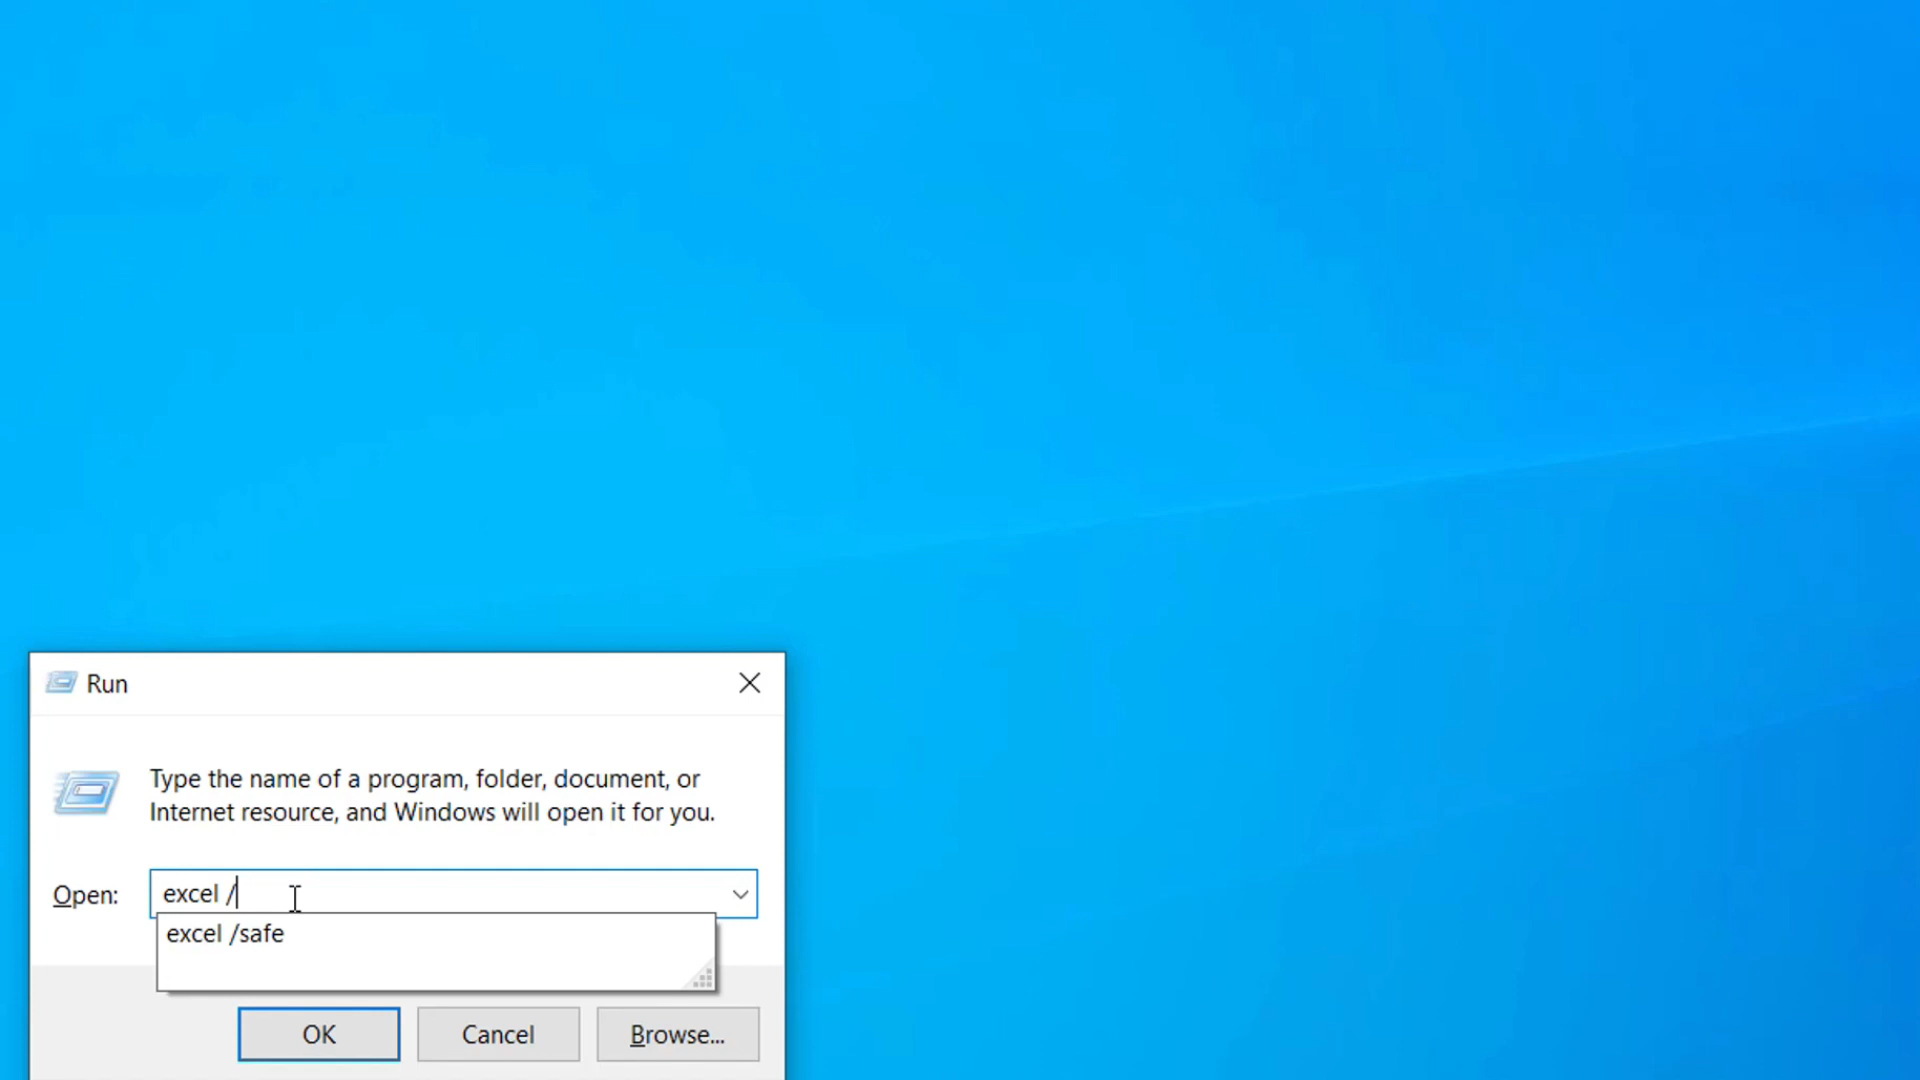 Run
Type the name of a program, folder, document, or
Internet resource, and Windows will open it for you.
Open: excel /
excel /safe
OK Cancel Browse...